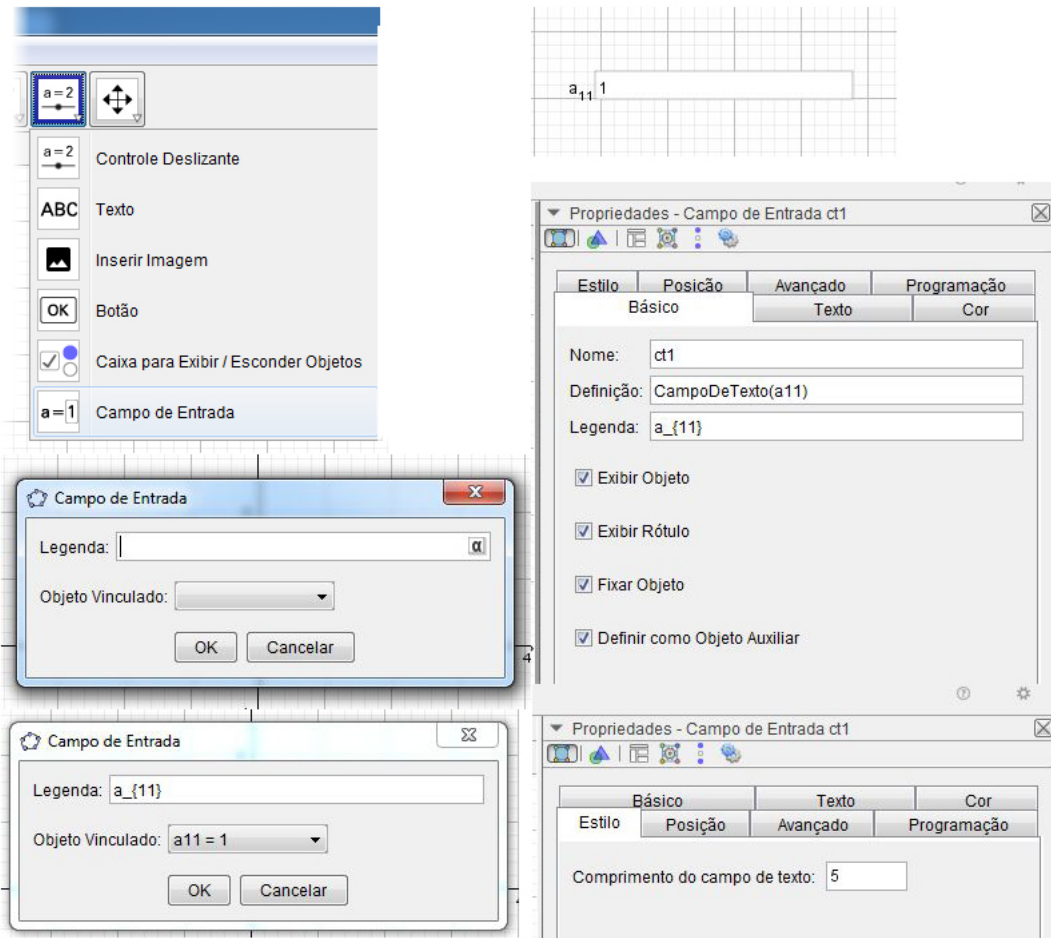 a=2
a=2
Controle Deslizante
ABC
Texto
Inserir Imagem
OK
Botão
Caixa para Exibir / Esconder Objetos
a=1
Campo de Entrada
Campo de Entrada
Legenda:
α
Objeto Vinculado:
OK
Cancelar
4
Campo de Entrada
Legenda: a_{11}
Objeto Vinculado: a11 = 1
OK
Cancelar
a11 1
Propriedades - Campo de Entrada ct1
Estilo Posição Avançado Programação
Básico Texto Cor
Nome: ct1
Definição: CampoDeTexto(a11)
Legenda: a_{11}
Exibir Objeto
Exibir Rótulo
Fixar Objeto
Definir como Objeto Auxiliar
Propriedades - Campo de Entrada ct1
Básico Texto Cor
Estilo Posição Avançado Programação
Comprimento do campo de texto: 5